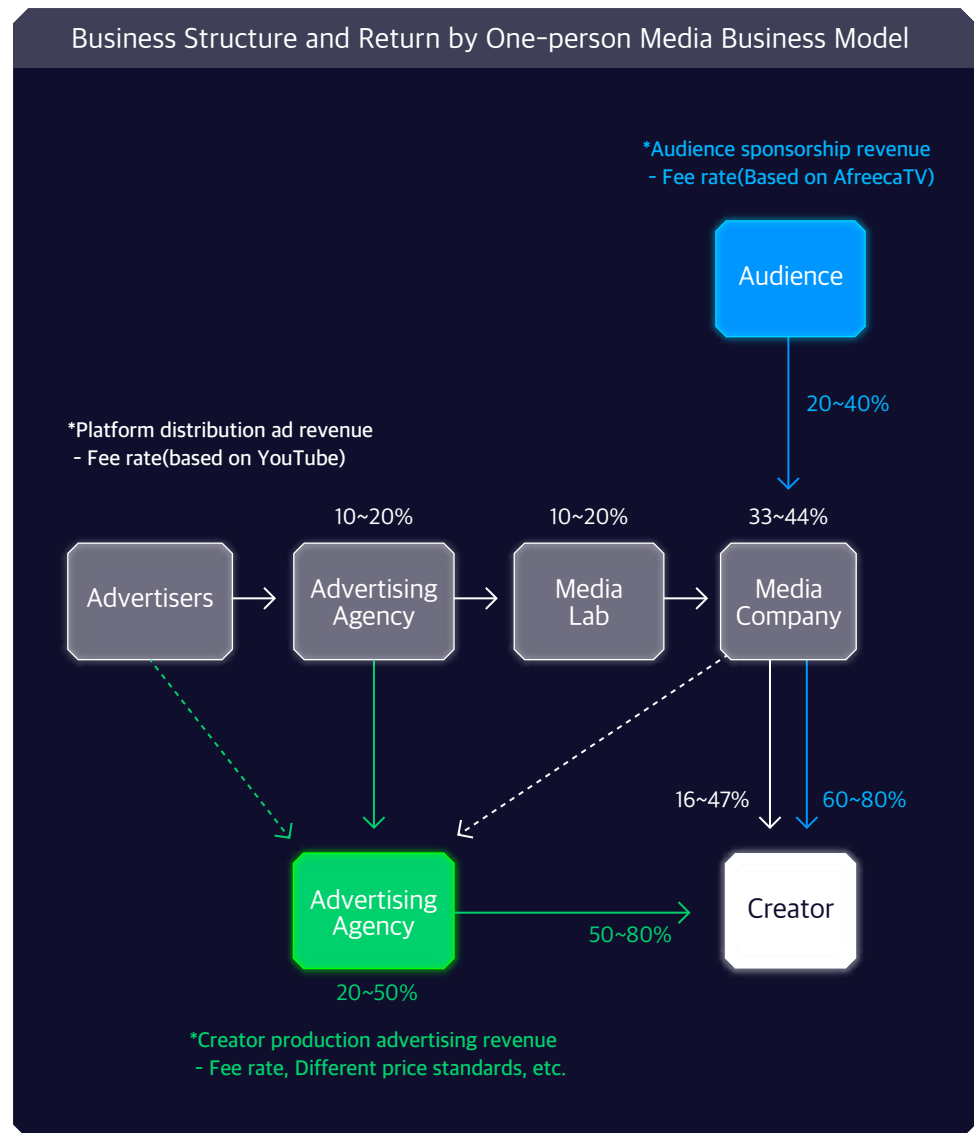 Business Structure and Return by One-person Media Business Model
*Audience sponsorship revenue
- Fee rate(Based on AfreecaTV)
Audience
20~40%
*Platform distribution ad revenue
- Fee rate(based on YouTube)
10~20%
10~20%
33~44%
Advertisers
Advertising
Agency
Media
Lab
Media
Company
16~47%
60~80%
Advertising
Agency
Creator
50~80%
20~50%
*Creator production advertising revenue
- Fee rate, Different price standards, etc.